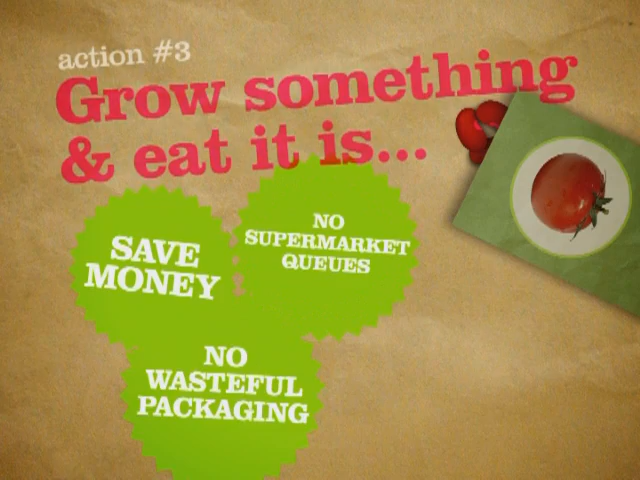 action #3
Grow something
& eat it is...
SAVE
MONEY
NO
SUPERMARKET
QUEUES
NO
WASTEFUL
PACKAGING